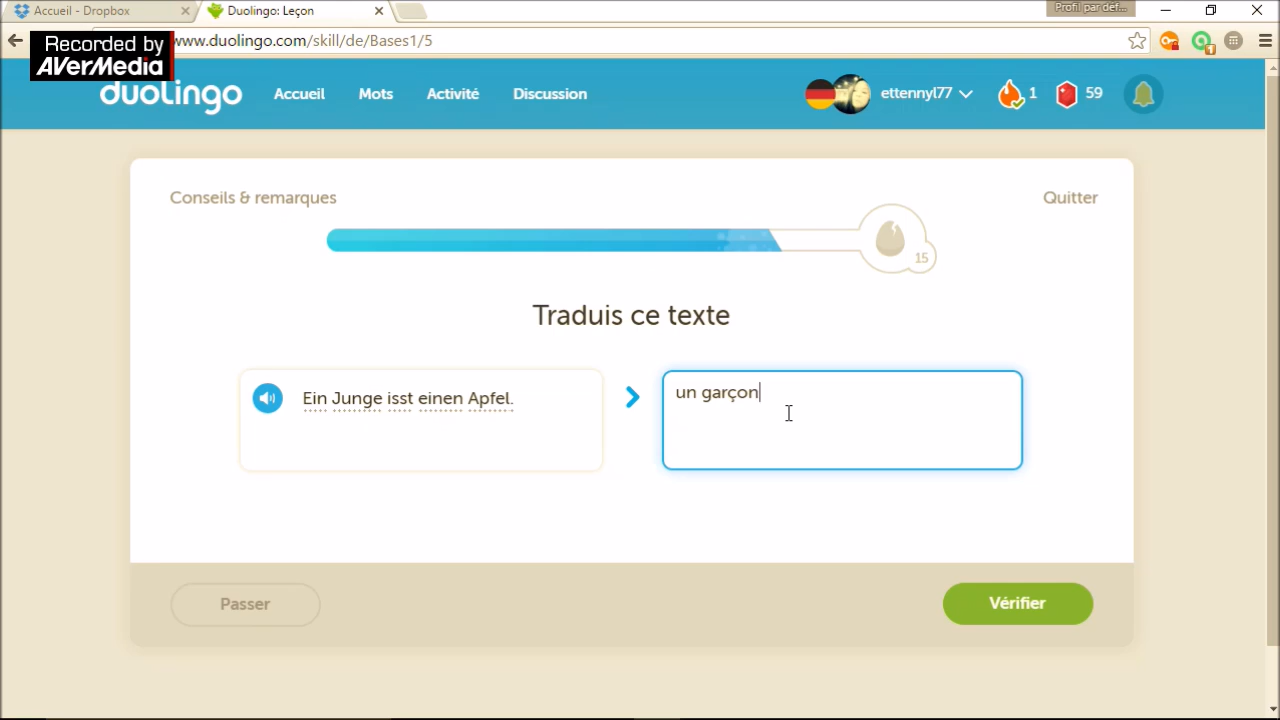 Accueil - Dropbox
Duolingo: Leçon
Profil par déf...
www.duolingo.com/skill/de/Bases1/5
Recorded by
AVerMedia
duolingo
Accueil
Mots
Activité
Discussion
ettennyl77
1
59
Conseils & remarques
Quitter
15
Traduis ce texte
Ein Junge isst einen Apfel.
un garçon
Passer
Vérifier